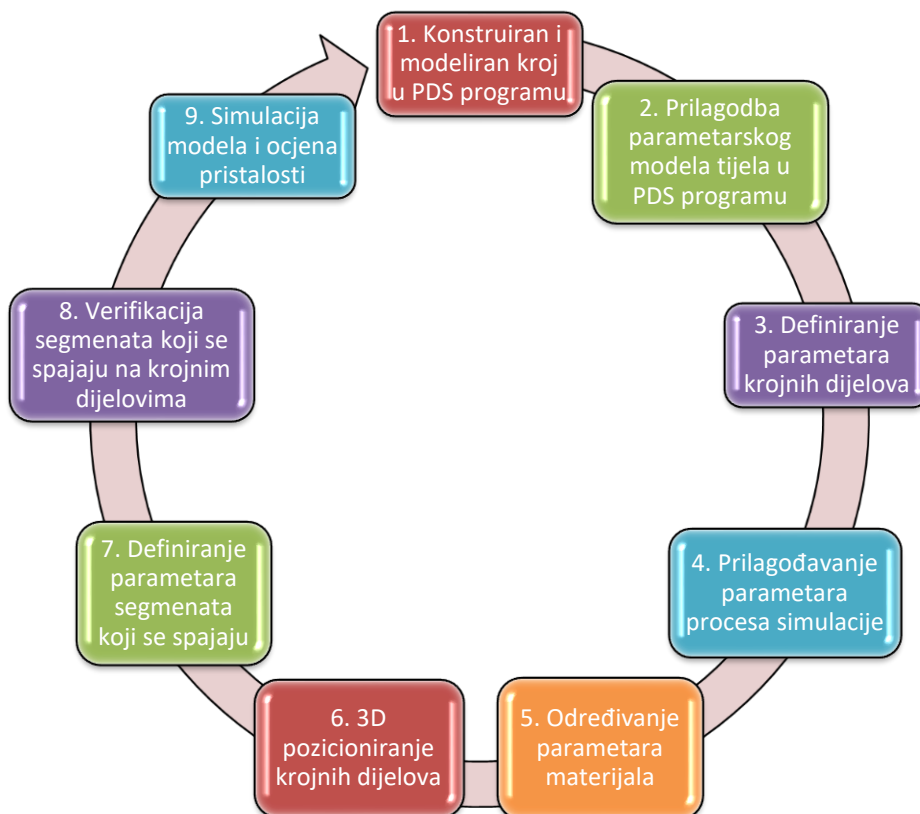 1. Konstruiran i
modeliran kroj
u PDS programu
2. Prilagodba
parametarskog
modela tijela u
PDS programu
3. Definiranje
parametara
krojnih dijelova
4. Prilagođavanje
parametara
procesa simulacije
5. Određivanje
parametara
materijala
6. 3D
pozicioniranje
krojnih dijelova
7. Definiranje
parametara
segmenata
koji se spajaju
8. Verifikacija
segmenata koji se
spajaju na krojnim
dijelovima
9. Simulacija
modela i ocjena
pristalosti